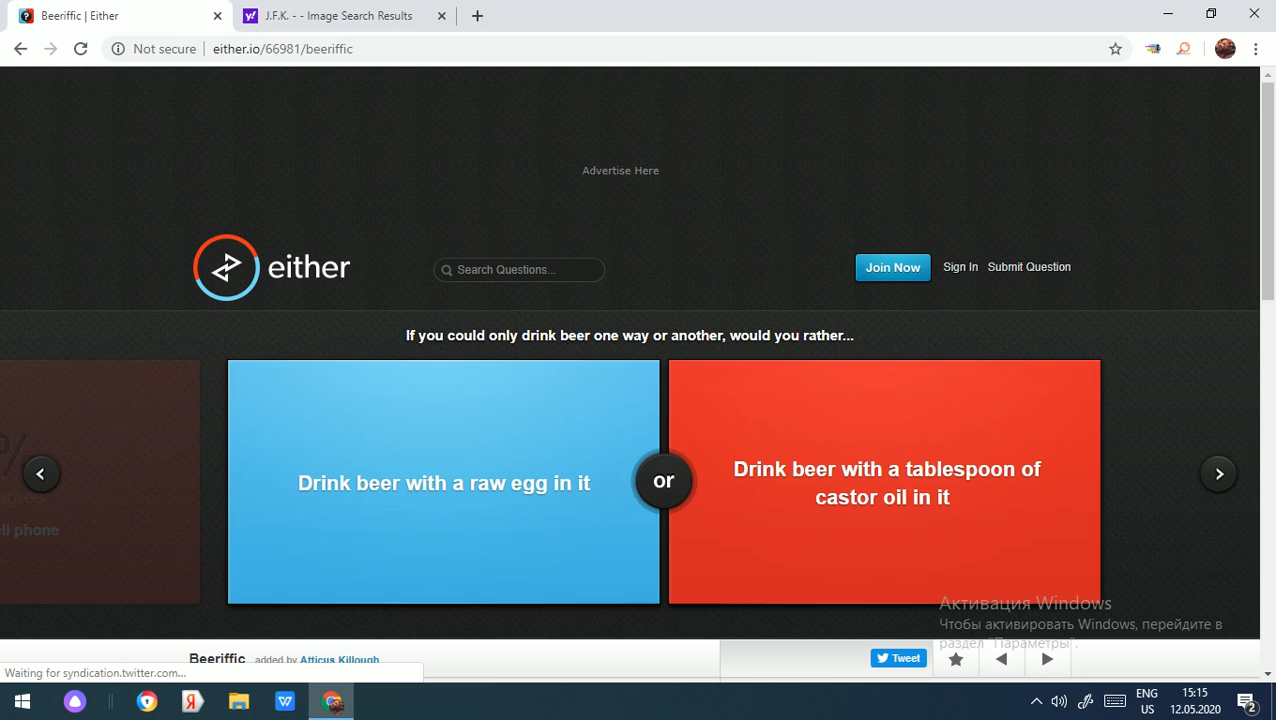 Beeriffic | Either
J.F.K. - - Image Search Results
Not secure
either.io/66981/beeriffic
Advertise Here
either
Search Questions...
Join Now
Sign In
Submit Question
If you could only drink beer one way or another, would you rather...
%
ll phone
Drink beer with a raw egg in it
or
Drink beer with a tablespoon of
castor oil in it
Активация Windows
Чтобы активировать Windows, перейдите в
раздел "Параметры".
Beeriffic added by Atticus Killough
Tweet
Waiting for syndication.twitter.com...
ENG
US
15:15
12.05.2020
2